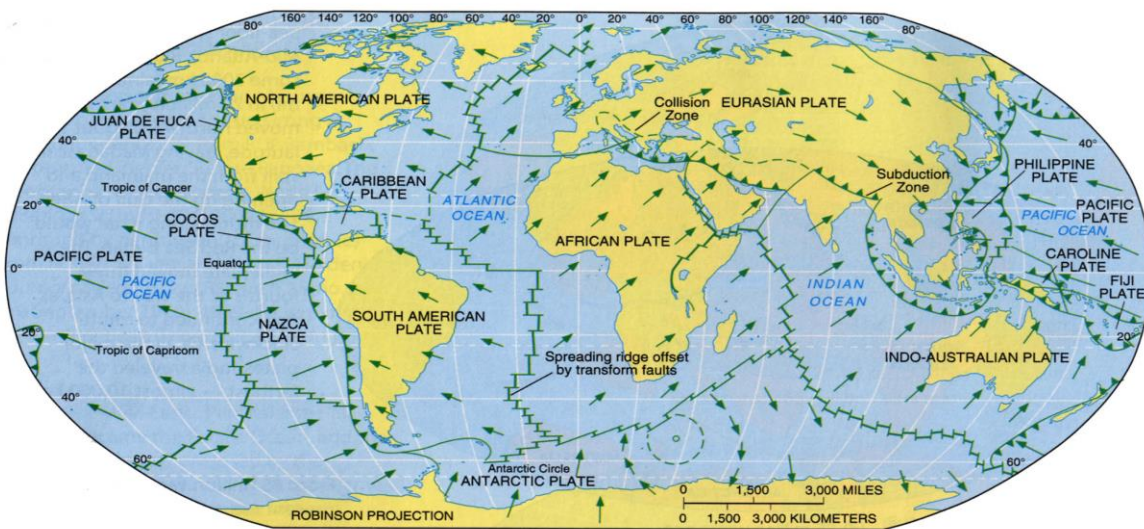 160° 140° 120° 100° 80° 60° 40° 20° 0° 20° 40° 60° 80° 100° 120° 140° 160°
80°
80°
NORTH AMERICAN PLATE
EURASIAN PLATE
Collision
Zone
JUAN DE FUCA
PLATE
40°
40°
Tropic of Cancer
CARIBBEAN
PLATE
ATLANTIC
OCEAN
Subduction
Zone
PHILIPPINE
PLATE
20°
20°
COCOS
PLATE
PACIFIC
PLATE
PACIFIC
OCEAN
AFRICAN PLATE
PACIFIC PLATE
Equator
0°
0°
CAROLINE
PLATE
PACIFIC
OCEAN
INDIAN
OCEAN
FIJI
PLATE
NAZCA
PLATE
SOUTH AMERICAN
PLATE
20°
20°
Tropic of Capricorn
Spreading ridge offset
by transform faults
INDO-AUSTRALIAN PLATE
40°
40°
60°
60°
Antarctic Circle
ANTARCTIC PLATE
0 1,500 3,000 MILES
0 1,500 3,000 KILOMETERS
ROBINSON PROJECTION